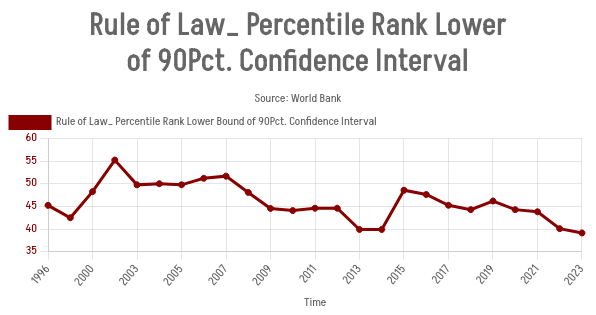 Rule of Law_ Percentile Rank Lower
of 90Pct. Confidence Interval
Source: World Bank
Rule of Law_ Percentile Rank Lower Bound of 90Pct. Confidence Interval
60
55
50
45
40
35
1996 2000 2003 2005 2007 2009 2011 2013 2015 2017 2019 2021 2023
Time